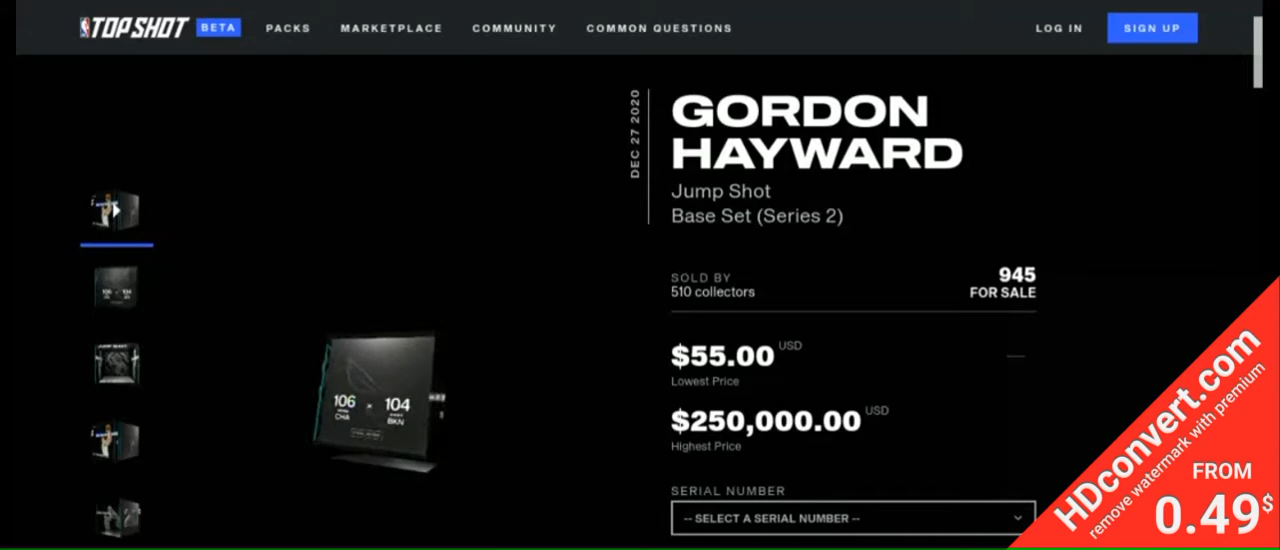 TOP SHOT BETA PACKS MARKETPLACE COMMUNITY COMMON QUESTIONS LOG IN SIGN UP
DEC 27 2020
GORDON
HAYWARD
Jump Shot
Base Set (Series 2)
SOLD BY
510 collectors
945
FOR SALE
$55.00 USD
Lowest Price
$250,000.00 USD
Highest Price
SERIAL NUMBER
-- SELECT A SERIAL NUMBER --
106 - 104
CHA BKN
HDconvert.com
remove watermark with premium
FROM
0.49$